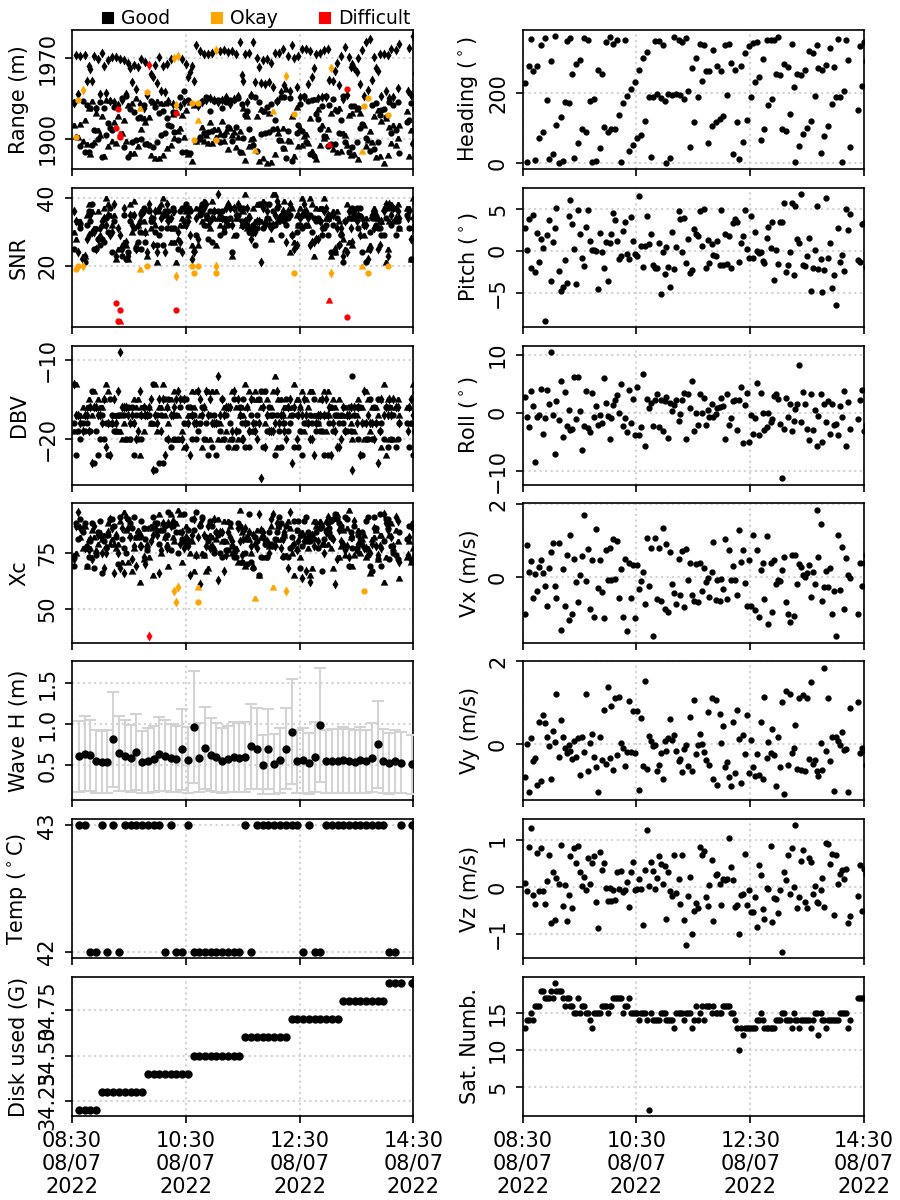 Good Okay Difficult
Range (m)
1970
1900
Heading (°)
200
0
SNR
40
20
Pitch (°)
5
0
−5
DBV
−10
−20
Roll (°)
10
0
−10
Xc
75
50
Vx (m/s)
2
0
Wave H (m)
1.5
1.0
0.5
Vy (m/s)
2
0
Temp (°C)
43
42
Vz (m/s)
1
0
−1
Disk used (G)
34.75
34.50
34.25
Sat. Numb.
15
10
5
08:30 10:30 12:30 14:30 08:30 10:30 12:30 14:30
08/07 08/07 08/07 08/07 08/07 08/07 08/07 08/07
2022 2022 2022 2022 2022 2022 2022 2022